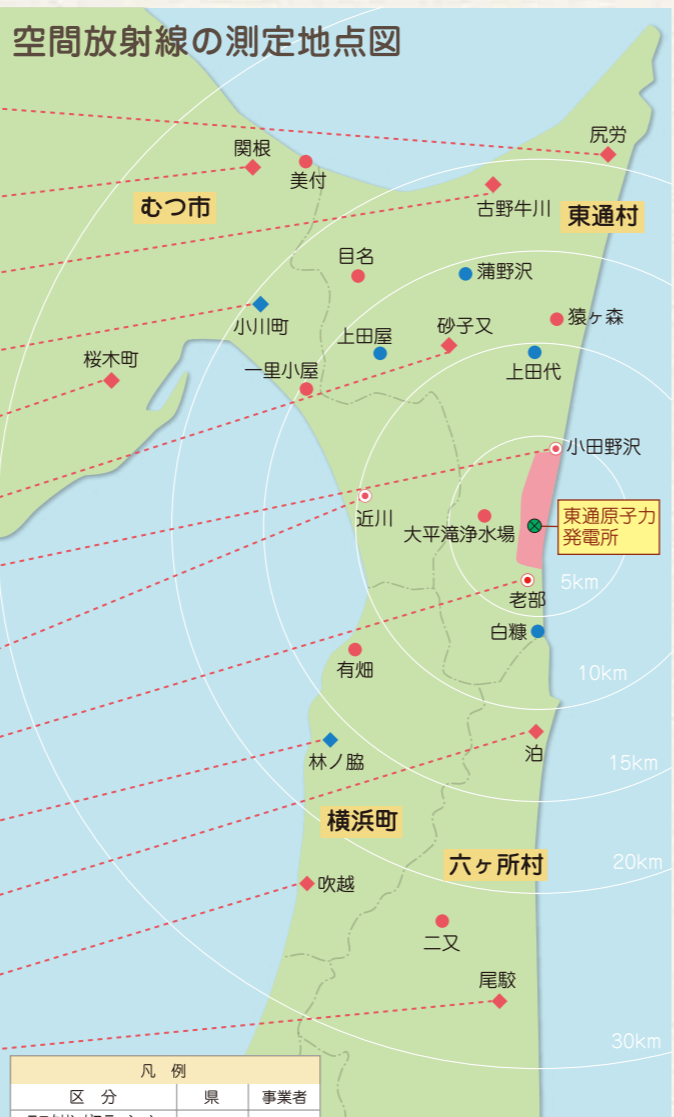 空間放射線の測定地点図
尻労
関根
美付
古野牛川
むつ市
東通村
目名
蒲野沢
小川町
上田屋
砂子又
猿ヶ森
桜木町
一里小屋
上田代
小田野沢
近川
大平滝浄水場
東通原子力
発電所
老部
5km
白糠
有畑
10km
林ノ脇
泊
15km
横浜町
六ヶ所村
20km
吹越
二又
尾駮
30km
凡 例
区 分 県 事業者